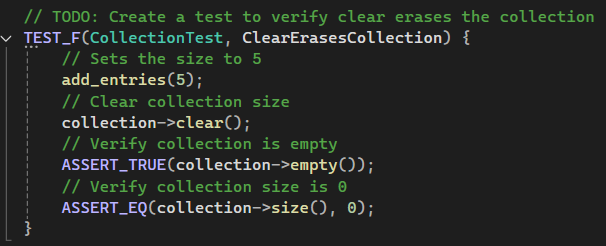 // TODO: Create a test to verify clear erases the collection
TEST_F(CollectionTest, ClearErasesCollection) {
    // Sets the size to 5
    add_entries(5);
    // Clear collection size
    collection->clear();
    // Verify collection is empty
    ASSERT_TRUE(collection->empty());
    // Verify collection size is 0
    ASSERT_EQ(collection->size(), 0);
}